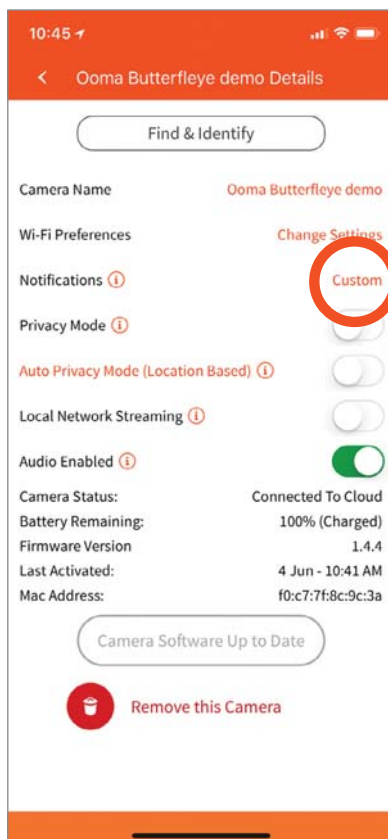 10:45
Ooma Butterfleye demo Details
Find & Identify
Camera Name Ooma Butterfleye demo
Wi-Fi Preferences Change Settings
Notifications Custom
Privacy Mode
Auto Privacy Mode (Location Based)
Local Network Streaming
Audio Enabled
Camera Status: Connected To Cloud
Battery Remaining: 100% (Charged)
Firmware Version 1.4.4
Last Activated: 4 Jun - 10:41 AM
Mac Address: f0:c7:7f:8c:9c:3a
Camera Software Up to Date
Remove this Camera